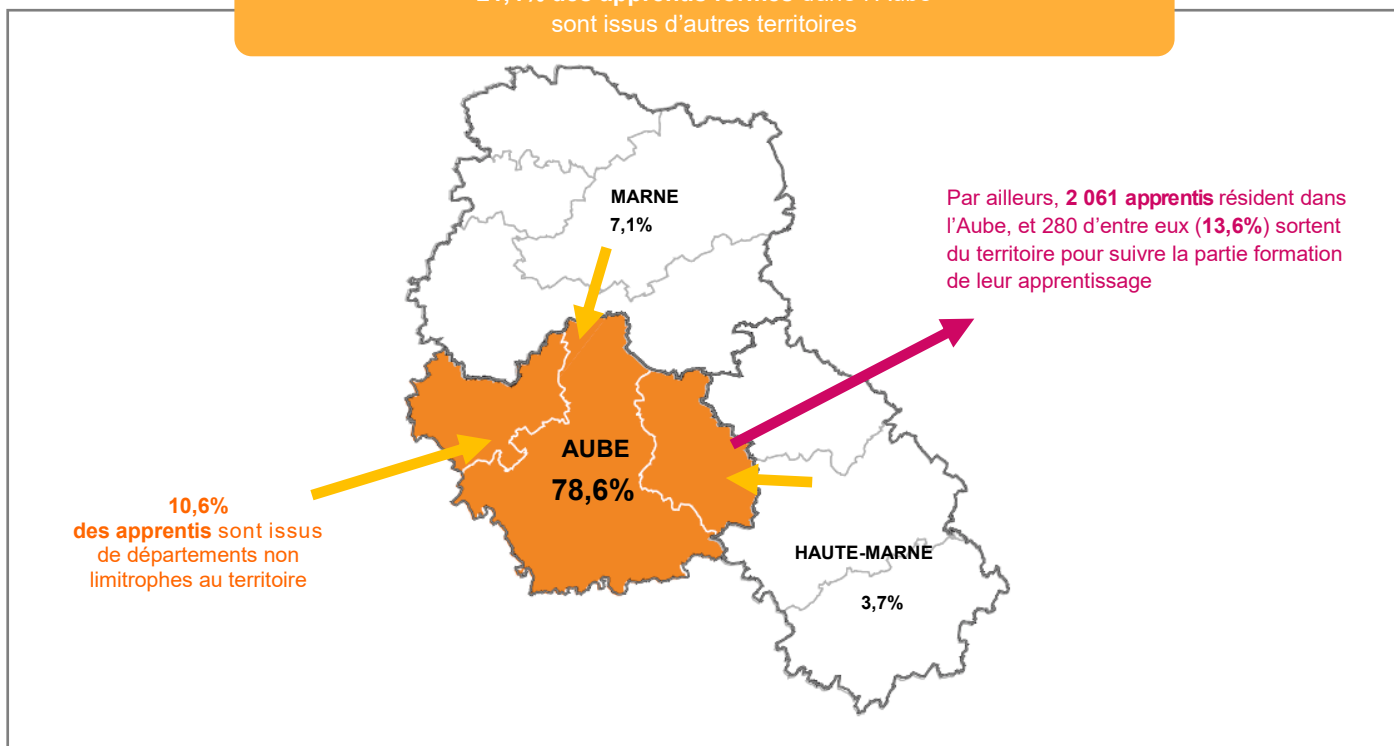 sont issus d'autres territoires
MARNE
7,1%
Par ailleurs, 2 061 apprentis résident dans
l'Aube, et 280 d'entre eux (13,6%) sortent
du territoire pour suivre la partie formation
de leur apprentissage
AUBE
78,6%
10,6%
des apprentis sont issus
de départements non
limitrophes au territoire
HAUTE-MARNE
3,7%